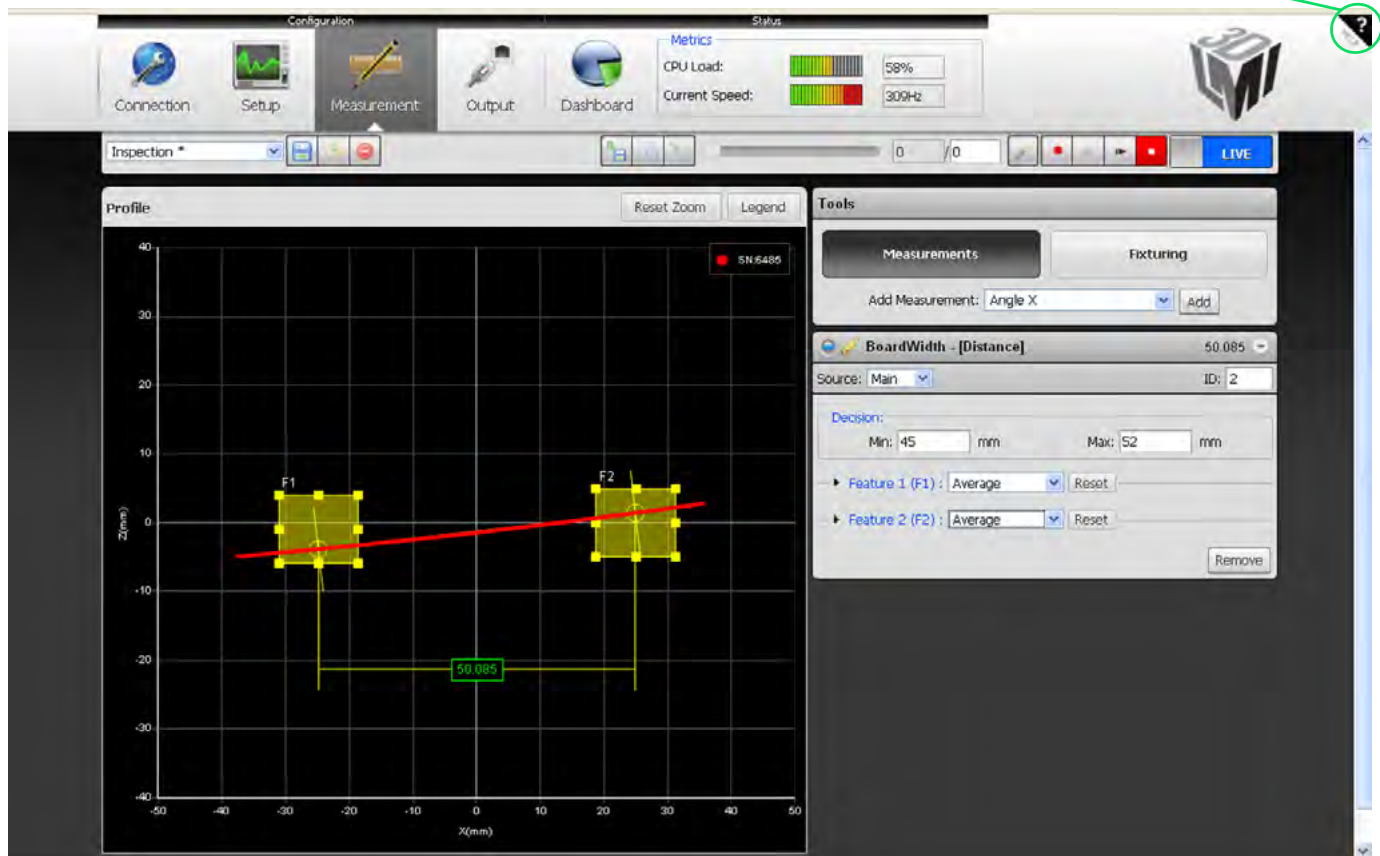 ?
Configuration
Status
Connection
Setup
Measurement
Output
Dashboard
Metrics
CPU Load:
58%
Current Speed:
309Hz
3D
LMI
Inspection *
0 /0
LIVE
Profile
Reset Zoom
Legend
SN:6485
40
30
20
10
0
-10
-20
-30
-40
Z(mm)
F1
F2
50.085
-50 -40 -30 -20 -10 0 10 20 30 40 50
X(mm)
Tools
Measurements
Fixturing
Add Measurement: Angle X
Add
BoardWidth - [Distance] 50.085
Source: Main ID: 2
Decision:
Min: 45 mm Max: 52 mm
Feature 1 (F1) : Average Reset
Feature 2 (F2) : Average Reset
Remove